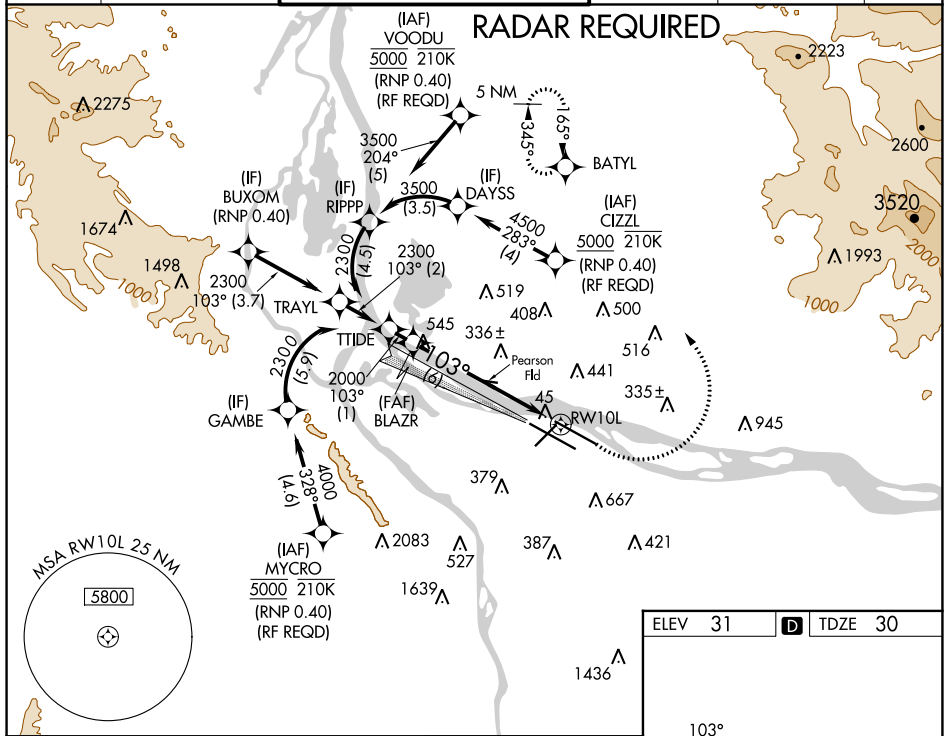 RADAR REQUIRED
(IAF)
VOODU
5000 210K
(RNP 0.40)
(RF REQD)
2223
2275
5 NM
345°
165°
BATYL
2600
3500
204°
(5)
(IF)
DAYSS
3500
(3.5)
(IF)
RIPPP
(IF)
BUXOM
(RNP 0.40)
4500
283°
(4)
(IAF)
CIZZL
5000 210K
(RNP 0.40)
(RF REQD)
3520
2000
1674
1993
1498
1000
1000
2300
103° (3.7)
2300
(4.5)
2300
103° (2)
TRAYL
519
408
500
TTIDE
545
336 ±
516
103°
(6)
Pearson
Fld
441
335 ±
2300
(5.9)
2000
103°
(1)
(FAF)
BLAZR
45
RW10L
945
(IF)
GAMBE
4000
328°
(4.6)
379
667
(IAF)
MYCRO
5000 210K
(RNP 0.40)
(RF REQD)
2083
527
387
421
1639
MSA RW10L 25 NM
5800
ELEV 31 D TDZE 30
1436
103°